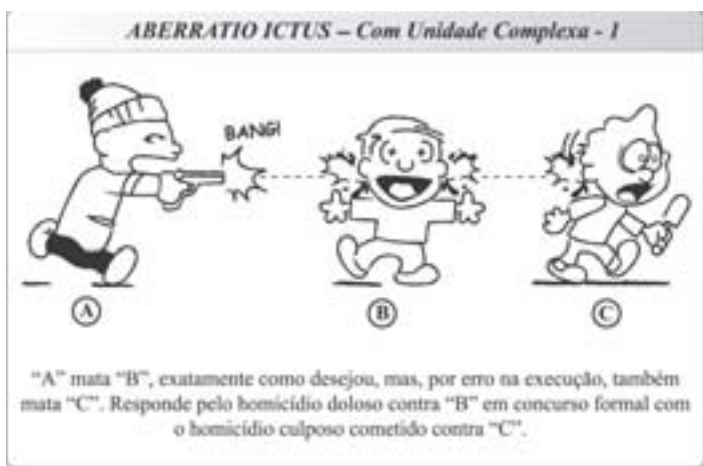 ABERRATIO ICTUS – Com Unidade Complexa - 1
BANG!
A
B
C
"A" mata "B", exatamente como desejou, mas, por erro na execução, também
mata "C". Responde pelo homicídio doloso contra "B" em concurso formal com
o homicídio culposo cometido contra "C".